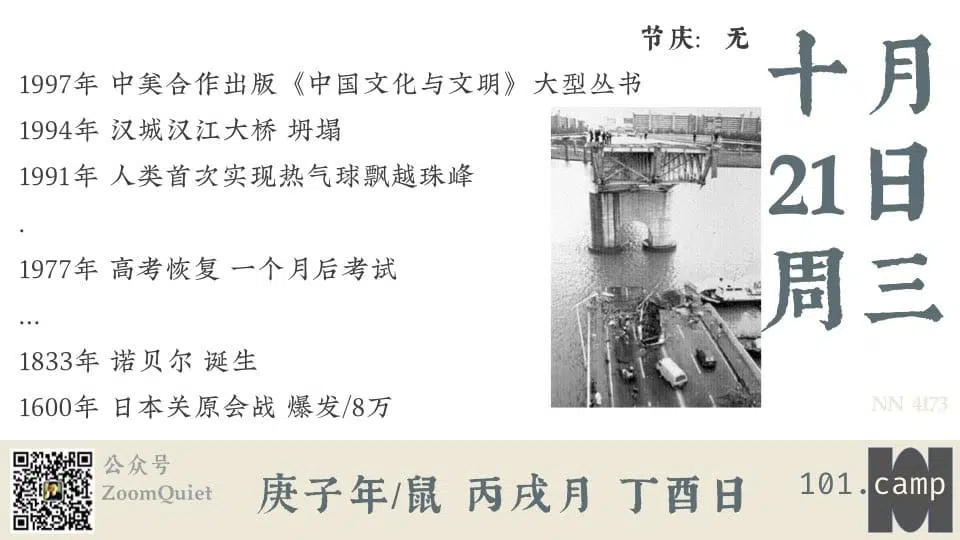 节庆: 无
十月
21日
周三
1997年 中美合作出版《中国文化与文明》大型丛书
1994年 汉城汉江大桥 坍塌
1991年 人类首次实现热气球飘越珠峰
.
1977年 高考恢复 一个月后考试
...
1833年 诺贝尔 诞生
1600年 日本关原会战 爆发/8万
NN 4173
公众号
ZoomQuiet
庚子年/鼠 丙戌月 丁酉日
101.camp